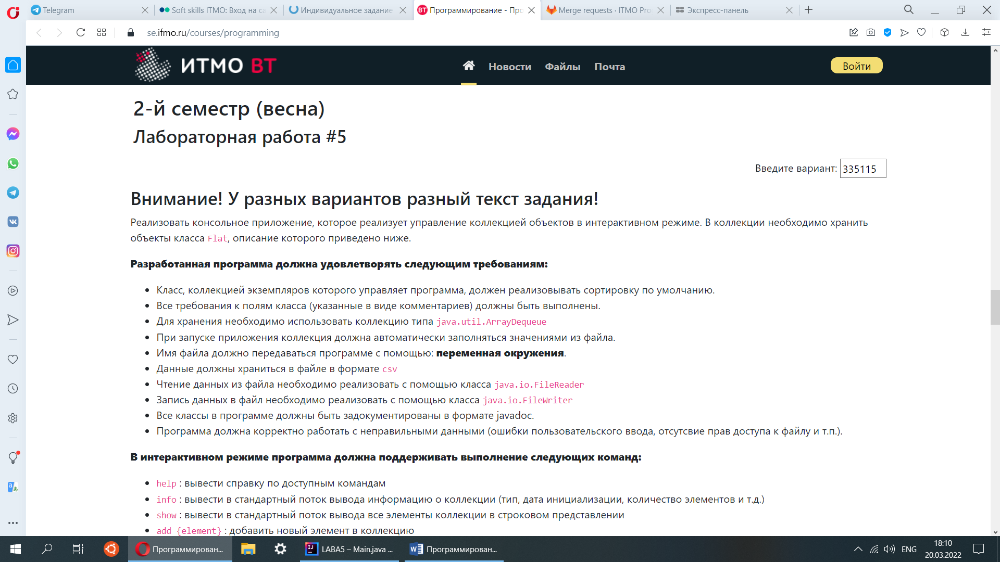 Telegram
Soft skills ITMO: Вход на са
Индивидуальное задание
Программирование - Про
Merge requests · ITMO Pro
Экспресс-панель
se.ifmo.ru/courses/programming
ИТМО ВТ
Новости
Файлы
Почта
Войти
2-й семестр (весна)
Лабораторная работа #5
Введите вариант: 335115
Внимание! У разных вариантов разный текст задания!
Реализовать консольное приложение, которое реализует управление коллекцией объектов в интерактивном режиме. В коллекции необходимо хранить
объекты класса Flat, описание которого приведено ниже.
Разработанная программа должна удовлетворять следующим требованиям:
Класс, коллекцией экземпляров которого управляет программа, должен реализовывать сортировку по умолчанию.
Все требования к полям класса (указанные в виде комментариев) должны быть выполнены.
Для хранения необходимо использовать коллекцию типа java.util.ArrayDequeue
При запуске приложения коллекция должна автоматически заполняться значениями из файла.
Имя файла должно передаваться программе с помощью: переменная окружения.
Данные должны храниться в файле в формате csv
Чтение данных из файла необходимо реализовать с помощью класса java.io.FileReader
Запись данных в файл необходимо реализовать с помощью класса java.io.FileWriter
Все классы в программе должны быть задокументированы в формате javadoc.
Программа должна корректно работать с неправильными данными (ошибки пользовательского ввода, отсутсвие прав доступа к файлу и т.п.).
В интерактивном режиме программа должна поддерживать выполнение следующих команд:
help : вывести справку по доступным командам
info : вывести в стандартный поток вывода информацию о коллекции (тип, дата инициализации, количество элементов и т.д.)
show : вывести в стандартный поток вывода все элементы коллекции в строковом представлении
add {element} : добавить новый элемент в коллекцию
Программирован...
LABA5 – Main.java ...
Программирован...
ENG
18:10
20.03.2022